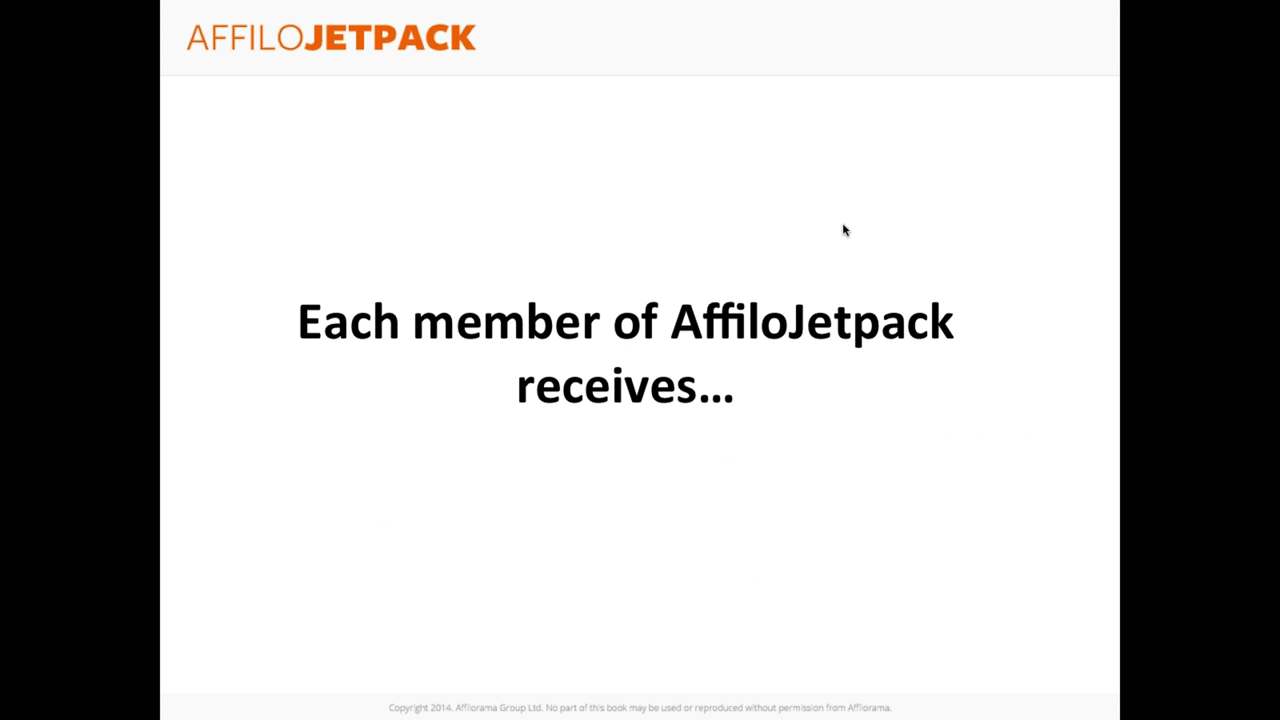 AFFILOJETPACK
Each member of AffiloJetpack
receives...
Copyright 2014. Affilorama Group Ltd. No part of this book may be used or reproduced without permission from Affilorama.